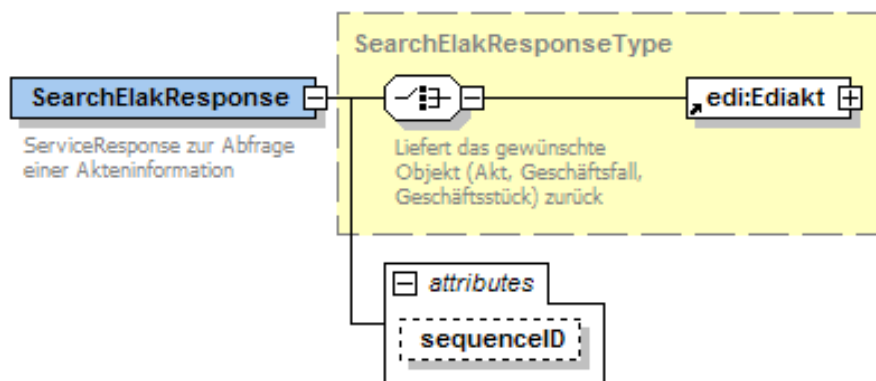 SearchElakResponseType
SearchElakResponse
edi:Ediakt
ServiceResponse zur Abfrage
einer Akteninformation
Liefert das gewünschte
Objekt (Akt, Geschäftsfall,
Geschäftsstück) zurück
attributes
sequenceID